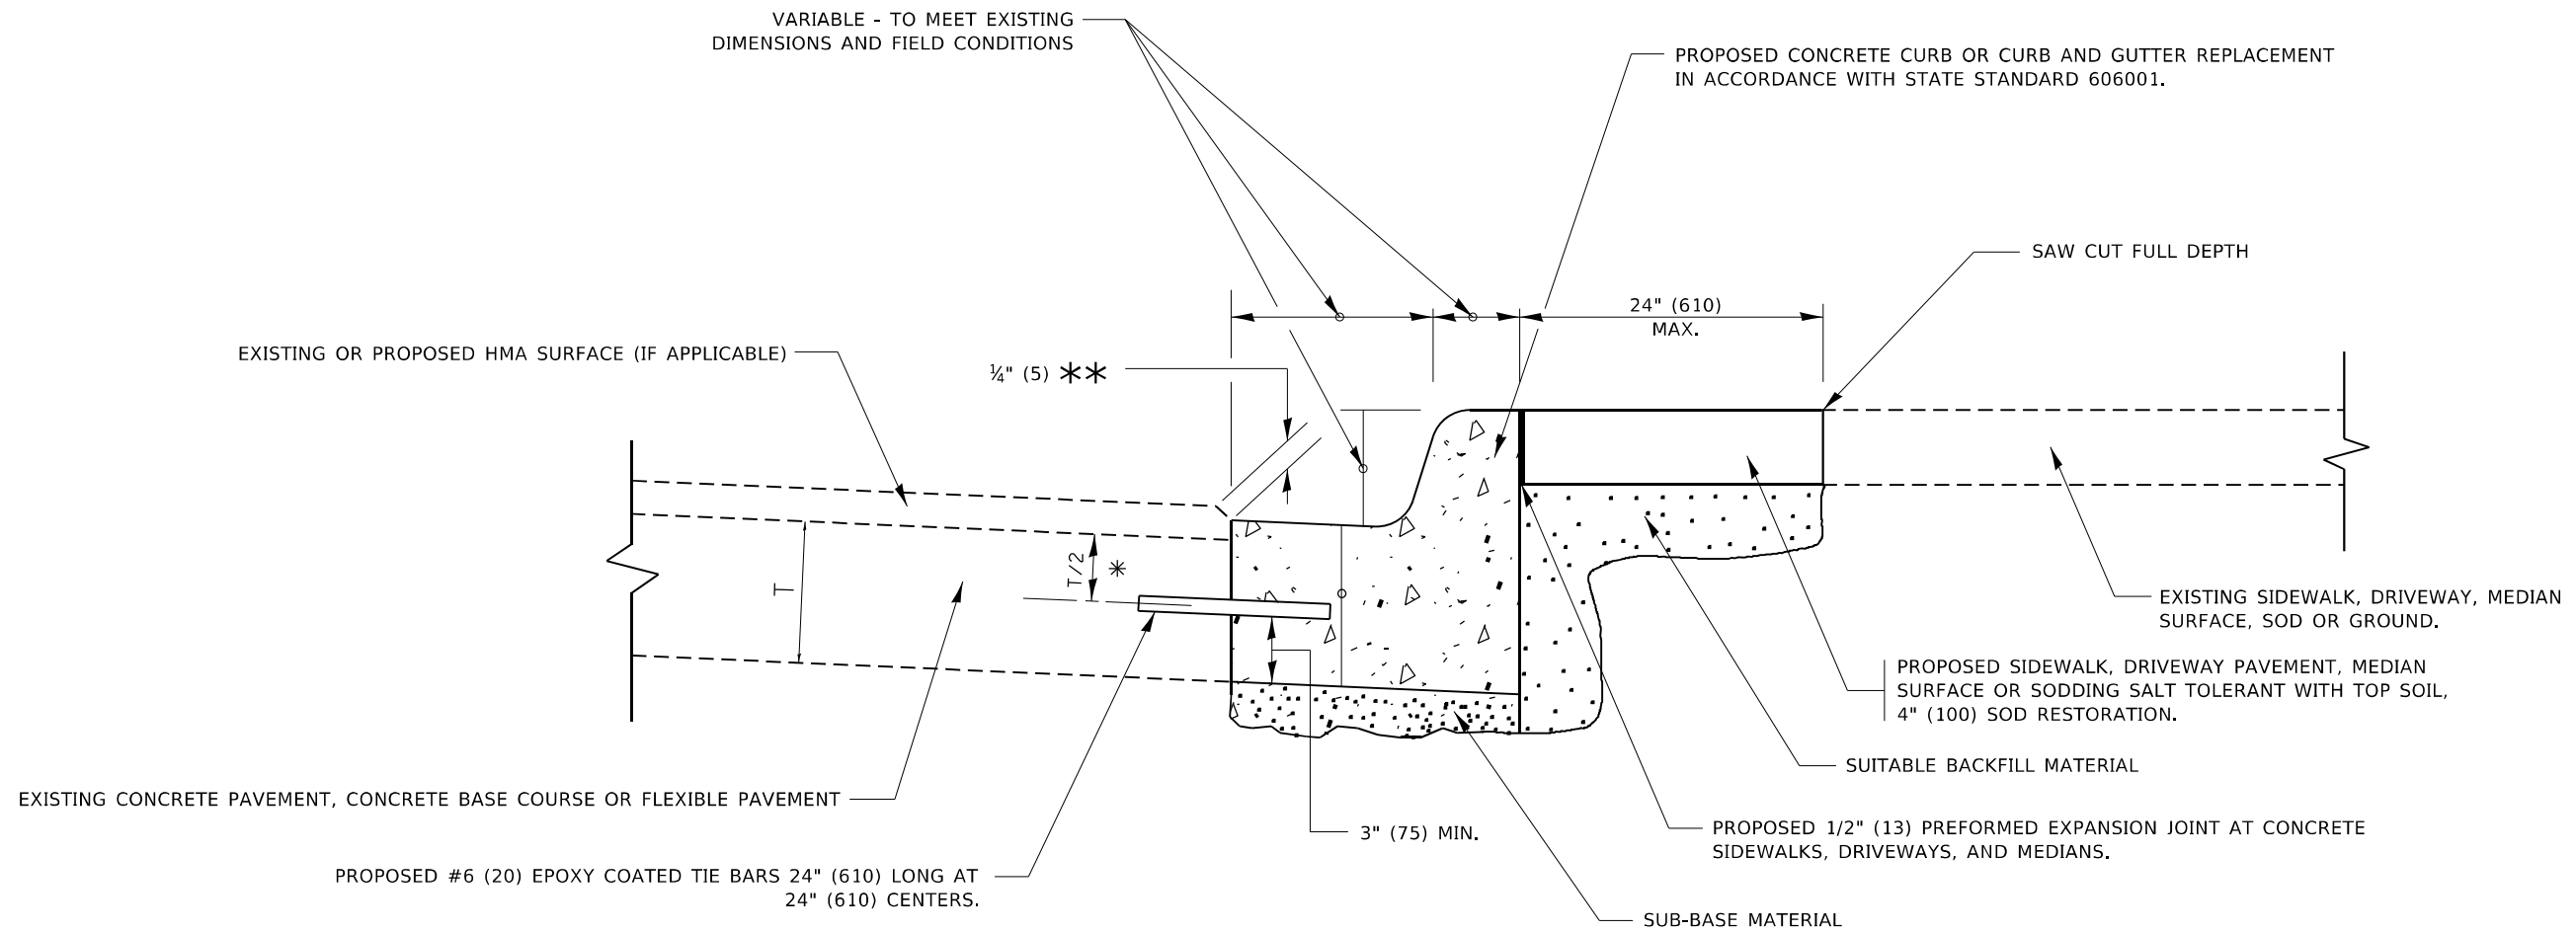 VARIABLE - TO MEET EXISTING
DIMENSIONS AND FIELD CONDITIONS
PROPOSED CONCRETE CURB OR CURB AND GUTTER REPLACEMENT
IN ACCORDANCE WITH STATE STANDARD 606001.
SAW CUT FULL DEPTH
24" (610)
MAX.
EXISTING OR PROPOSED HMA SURFACE (IF APPLICABLE)
¼" (5) **
T
T/2
*
EXISTING SIDEWALK, DRIVEWAY, MEDIAN
SURFACE, SOD OR GROUND.
PROPOSED SIDEWALK, DRIVEWAY PAVEMENT, MEDIAN
SURFACE OR SODDING SALT TOLERANT WITH TOP SOIL,
4" (100) SOD RESTORATION.
SUITABLE BACKFILL MATERIAL
EXISTING CONCRETE PAVEMENT, CONCRETE BASE COURSE OR FLEXIBLE PAVEMENT
3" (75) MIN.
PROPOSED 1/2" (13) PREFORMED EXPANSION JOINT AT CONCRETE
SIDEWALKS, DRIVEWAYS, AND MEDIANS.
PROPOSED #6 (20) EPOXY COATED TIE BARS 24" (610) LONG AT
24" (610) CENTERS.
SUB-BASE MATERIAL